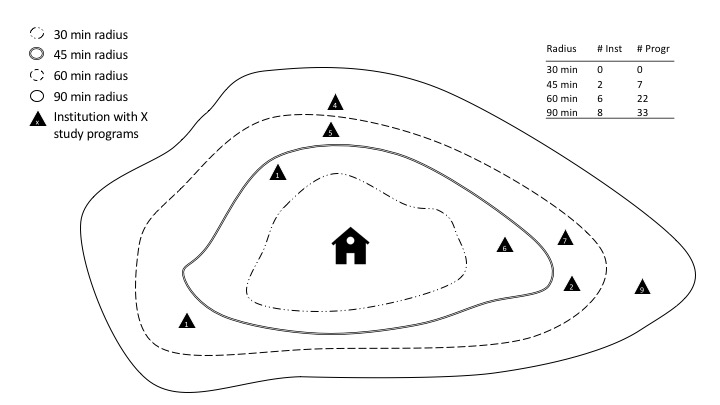 30 min radius
45 min radius
60 min radius
90 min radius
x Institution with X
study programs
Radius # Inst # Progr
30 min 0 0
45 min 2 7
60 min 6 22
90 min 8 33
4
5
1
7
6
2
9
1